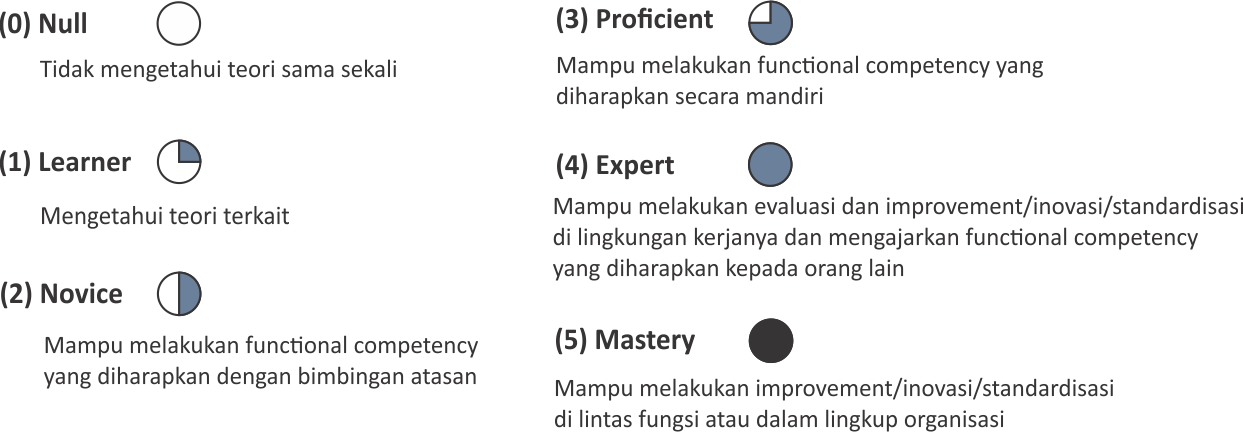 (0) Null
Tidak mengetahui teori sama sekali
(1) Learner
Mengetahui teori terkait
(2) Novice
Mampu melakukan functional competency
yang diharapkan dengan bimbingan atasan
(3) Proficient
Mampu melakukan functional competency yang
diharapkan secara mandiri
(4) Expert
Mampu melakukan evaluasi dan improvement/inovasi/standardisasi
di lingkungan kerjanya dan mengajarkan functional competency
yang diharapkan kepada orang lain
(5) Mastery
Mampu melakukan improvement/inovasi/standardisasi
di lintas fungsi atau dalam lingkup organisasi